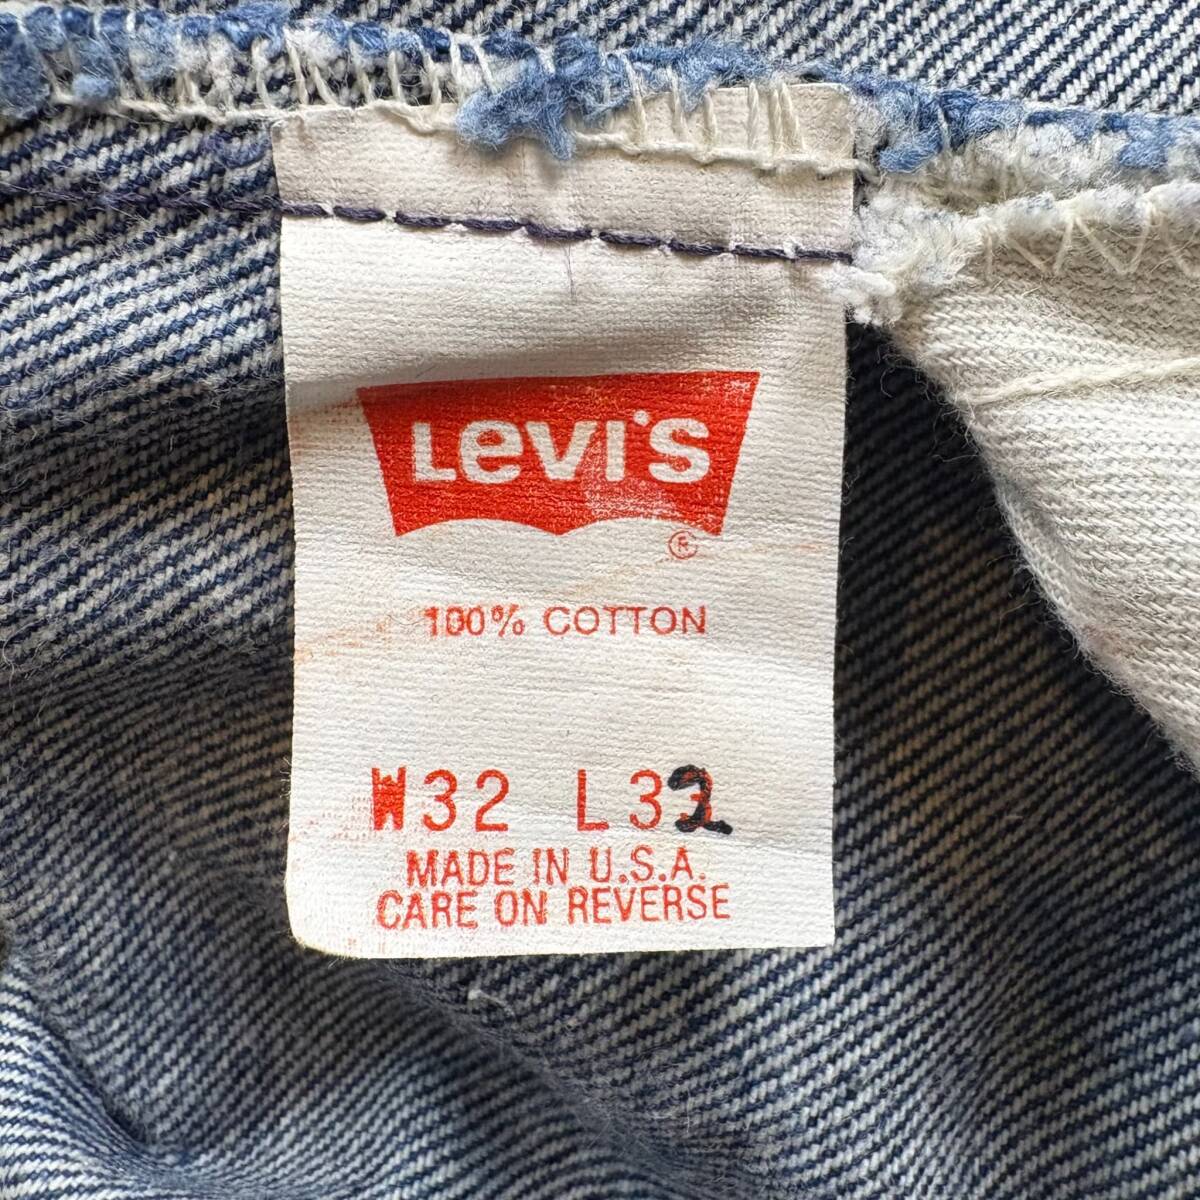 Levi's
®
100% COTTON
W32 L32
MADE IN U.S.A.
CARE ON REVERSE